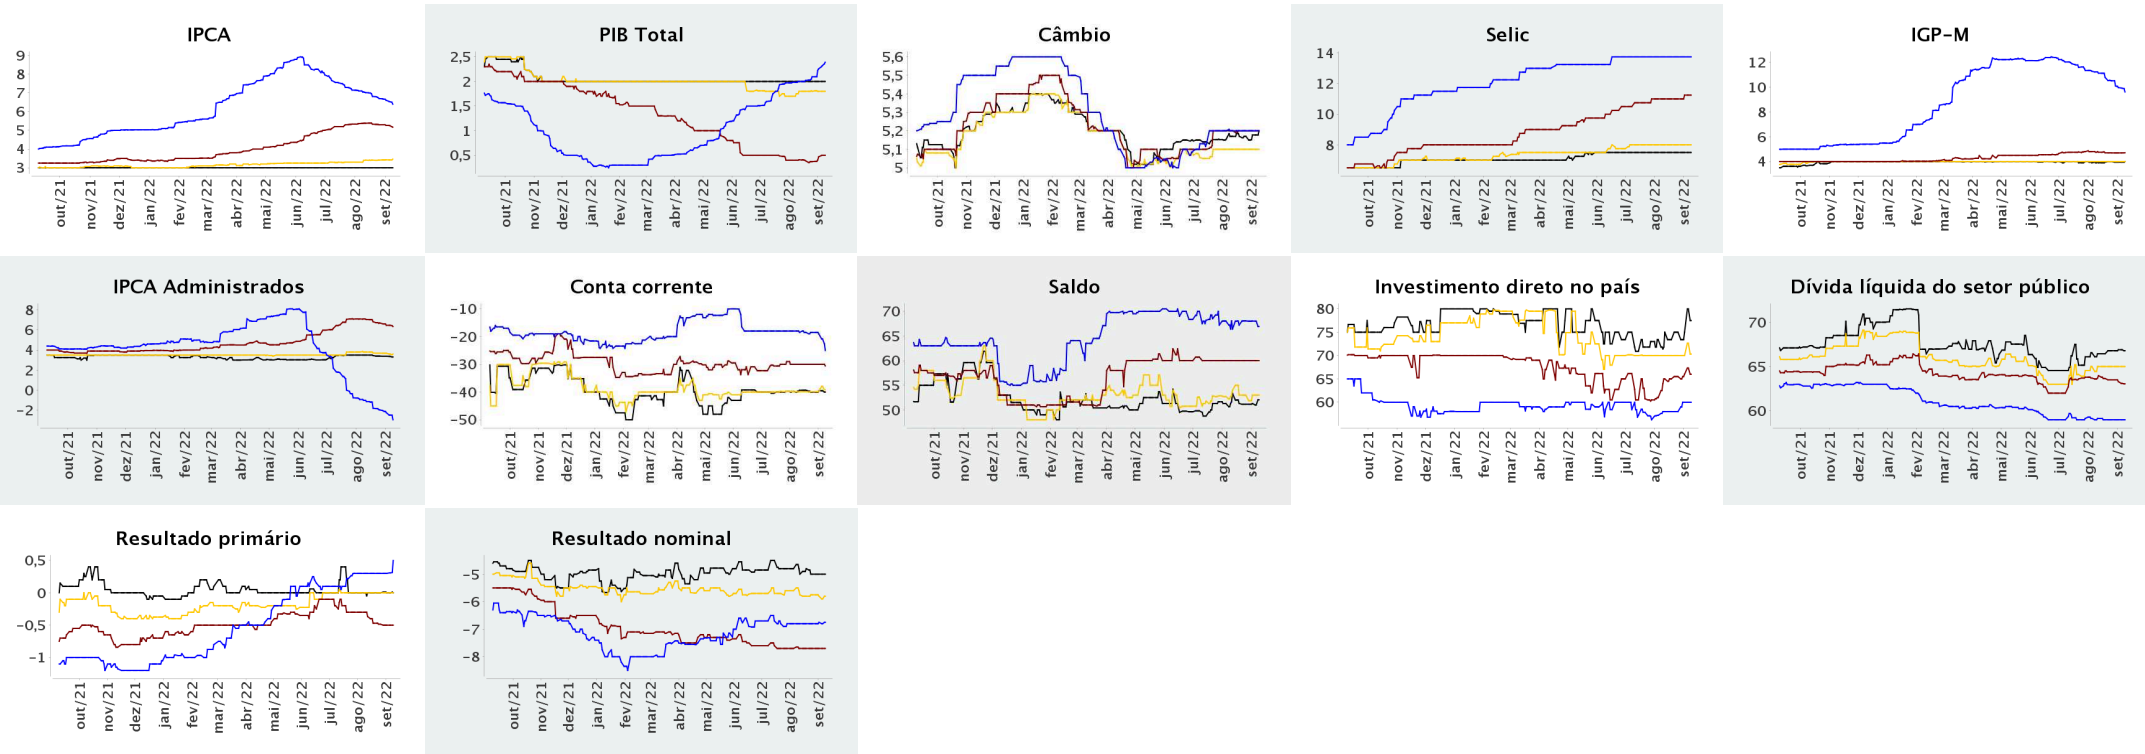 IPCA
9
8
7
6
5
4
3
out/21 nov/21 dez/21 jan/22 fev/22 mar/22 abr/22 mai/22 jun/22 jul/22 ago/22 set/22
PIB Total
2,5
2
1,5
1
0,5
out/21 nov/21 dez/21 jan/22 fev/22 mar/22 abr/22 mai/22 jun/22 jul/22 ago/22 set/22
Câmbio
5,6
5,5
5,4
5,3
5,2
5,1
5
out/21 nov/21 dez/21 jan/22 fev/22 mar/22 abr/22 mai/22 jun/22 jul/22 ago/22 set/22
Selic
14
12
10
8
out/21 nov/21 dez/21 jan/22 fev/22 mar/22 abr/22 mai/22 jun/22 jul/22 ago/22 set/22
IGP-M
12
10
8
6
4
out/21 nov/21 dez/21 jan/22 fev/22 mar/22 abr/22 mai/22 jun/22 jul/22 ago/22 set/22
IPCA Administrados
8
6
4
2
0
-2
out/21 nov/21 dez/21 jan/22 fev/22 mar/22 abr/22 mai/22 jun/22 jul/22 ago/22 set/22
Conta corrente
-10
-20
-30
-40
-50
out/21 nov/21 dez/21 jan/22 fev/22 mar/22 abr/22 mai/22 jun/22 jul/22 ago/22 set/22
Saldo
70
65
60
55
50
out/21 nov/21 dez/21 jan/22 fev/22 mar/22 abr/22 mai/22 jun/22 jul/22 ago/22 set/22
Investimento direto no país
80
75
70
65
60
out/21 nov/21 dez/21 jan/22 fev/22 mar/22 abr/22 mai/22 jun/22 jul/22 ago/22 set/22
Dívida líquida do setor público
70
65
60
out/21 nov/21 dez/21 jan/22 fev/22 mar/22 abr/22 mai/22 jun/22 jul/22 ago/22 set/22
Resultado primário
0,5
0
-0,5
-1
out/21 nov/21 dez/21 jan/22 fev/22 mar/22 abr/22 mai/22 jun/22 jul/22 ago/22 set/22
Resultado nominal
-5
-6
-7
-8
out/21 nov/21 dez/21 jan/22 fev/22 mar/22 abr/22 mai/22 jun/22 jul/22 ago/22 set/22